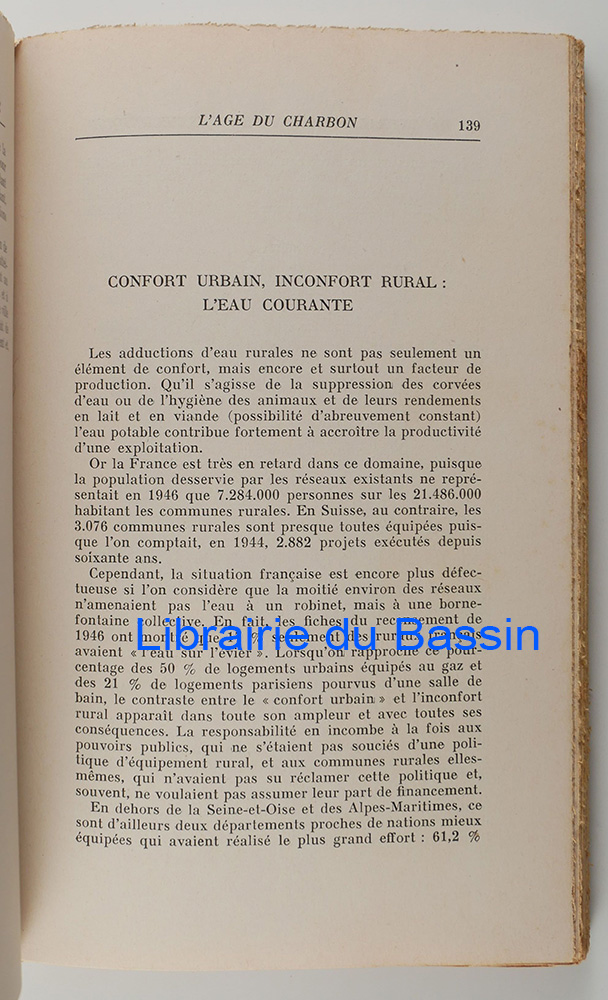 L'AGE DU CHARBON
139
CONFORT URBAIN, INCONFORT RURAL :
L'EAU COURANTE
Les adductions d'eau rurales ne sont pas seulement un
élément de confort, mais encore et surtout un facteur de
production. Qu'il s'agisse de la suppression des corvées
d'eau ou de l'hygiène des animaux et de leurs rendements
en lait et en viande (possibilité d'abreuvement constant)
l'eau potable contribue fortement à accroître la productivité
d'une exploitation.
Or la France est très en retard dans ce domaine, puisque
la population desservie par les réseaux existants ne repré-
sentait en 1946 que 7.284.000 personnes sur les 21.486.000
habitant les communes rurales. En Suisse, au contraire, les
3.076 communes rurales sont presque toutes équipées puis-
que l'on comptait, en 1944, 2.882 projets exécutés depuis
soixante ans.
Cependant, la situation française est encore plus défec-
tueuse si l'on considère que la moitié environ des réseaux
n'amenaient pas l'eau à un robinet, mais à une borne-
fontaine collective. En fait, les fiches du recensement de
1946 ont montré que % seulement des ruraux français
Librairie du Bassin
avaient « l'eau sur l'évier ». Lorsqu'on rapproche ce pour-
centage des 50 % de logements urbains équipés au gaz et
des 21 % de logements parisiens pourvus d'une salle de
bain, le contraste entre le « confort urbain » et l'inconfort
rural apparaît dans toute son ampleur et avec toutes ses
conséquences. La responsabilité en incombe à la fois aux
pouvoirs publics, qui ne s'étaient pas souciés d'une poli-
tique d'équipement rural, et aux communes rurales elles-
mêmes, qui n'avaient pas su réclamer cette politique et,
souvent, ne voulaient pas assumer leur part de financement.
En dehors de la Seine-et-Oise et des Alpes-Maritimes, ce
sont d'ailleurs deux départements proches de nations mieux
équipées qui avaient réalisé le plus grand effort : 61,2 %